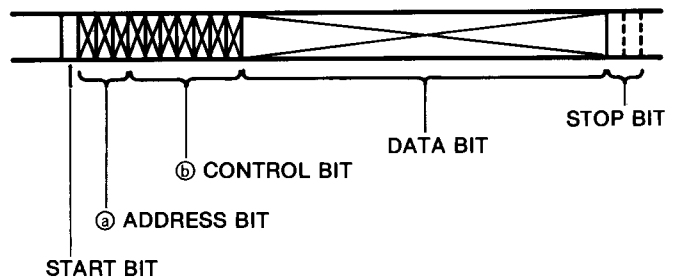 STOP BIT
DATA BIT
ⓑ CONTROL BIT
ⓐ ADDRESS BIT
START BIT